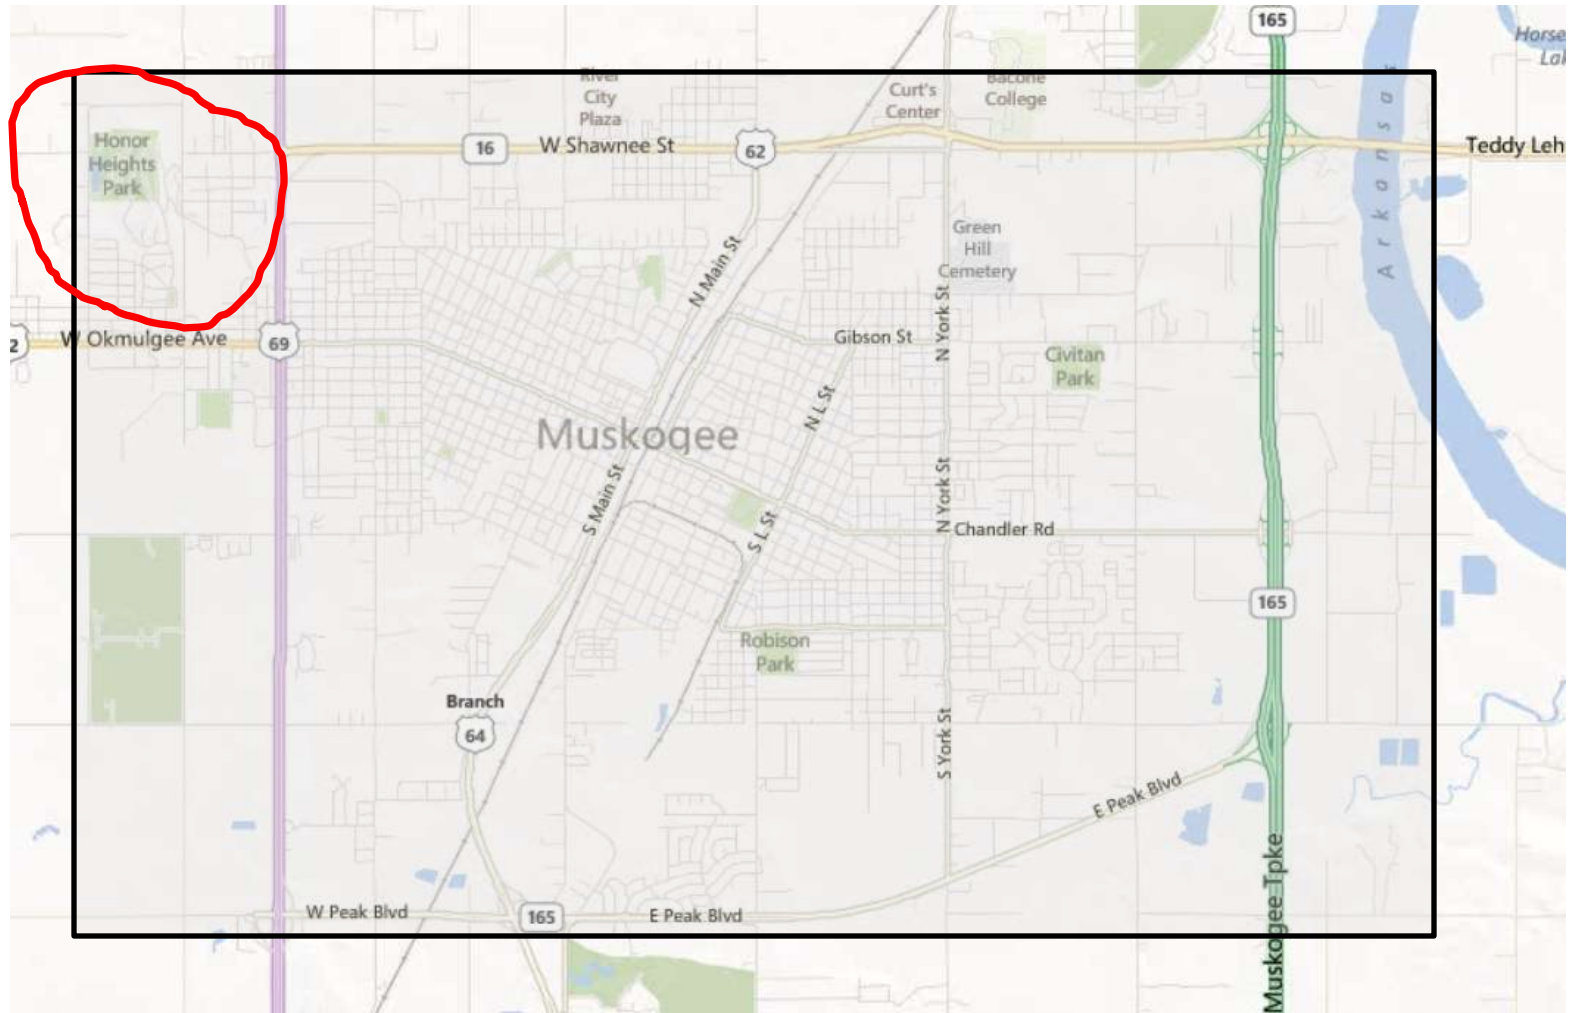 165
Horse
Lak
River
City
Plaza
Curt's
Center
Bacone
College
Arkansas
Honor
Heights
Park
16
W Shawnee St
62
Teddy Leh
Green
Hill
Cemetery
N Main St
N York St
2
W Okmulgee Ave
69
Gibson St
Civitan
Park
N L St
Muskogee
S Main St
N York St
S L St
Chandler Rd
165
Robison
Park
Branch
64
S York St
E Peak Blvd
Muskogee Tpke
W Peak Blvd
165
E Peak Blvd